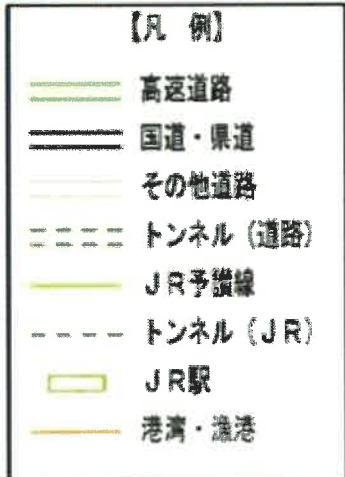 【凡 例】
高速道路
国道・県道
その他道路
トンネル（道路）
ＪＲ予讃線
トンネル（ＪＲ）
ＪＲ駅
港湾・漁港